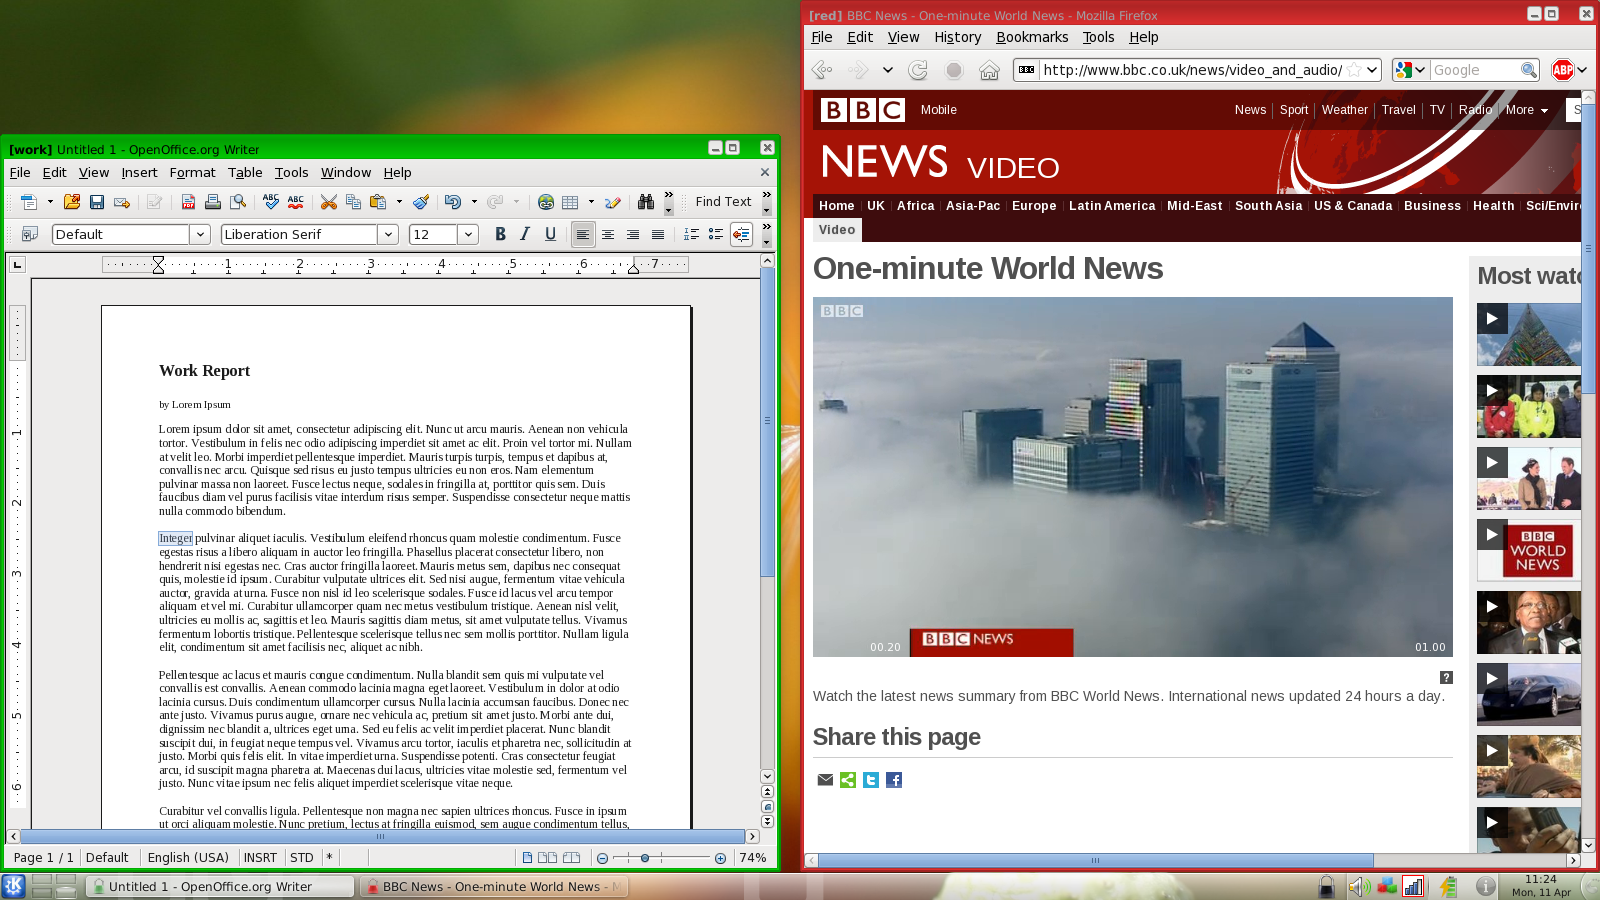 [work] Untitled 1 - OpenOffice.org Writer
File Edit View Insert Format Table Tools Window Help
Find Text
Default Liberation Serif 12
1 2 3 4 5 6 7
Work Report
by Lorem Ipsum
Lorem ipsum dolor sit amet, consectetur adipiscing elit. Nunc ut arcu mauris. Aenean non vehicula
tortor. Vestibulum in felis nec odio adipiscing imperdiet sit amet ac elit. Proin vel tortor mi. Nullam
at velit leo. Morbi imperdiet pellentesque imperdiet. Mauris turpis turpis, tempus et dapibus at,
convallis nec arcu. Quisque sed risus eu justo tempus ultricies eu non eros. Nam elementum
pulvinar massa non laoreet. Fusce lectus neque, sodales in fringilla at, porttitor quis sem. Duis
faucibus diam vel purus facilisis vitae interdum risus semper. Suspendisse consectetur neque mattis
nulla commodo bibendum.
Integer pulvinar aliquet iaculis. Vestibulum eleifend rhoncus quam molestie condimentum. Fusce
egestas risus a libero aliquam in auctor leo fringilla. Phasellus placerat consectetur libero, non
hendrerit nisi egestas nec. Cras auctor fringilla laoreet. Mauris metus sem, dapibus nec consequat
quis, molestie id ipsum. Curabitur vulputate ultrices elit. Sed nisi augue, fermentum vitae vehicula
auctor, gravida at urna. Fusce non nisl id leo scelerisque sodales. Fusce id lacus vel arcu tempor
aliquam et vel mi. Curabitur ullamcorper quam nec metus vestibulum tristique. Aenean nisl velit,
ultricies eu mollis ac, sagittis et leo. Mauris sagittis diam metus, sit amet vulputate tellus. Vivamus
fermentum lobortis tristique. Pellentesque scelerisque tellus nec sem mollis porttitor. Nullam ligula
elit, condimentum sit amet facilisis nec, aliquet ac nibh.
Pellentesque ac lacus et mauris congue condimentum. Nulla blandit sem quis mi vulputate vel
convallis est convallis. Aenean commodo lacinia magna eget laoreet. Vestibulum in dolor at odio
lacinia cursus. Duis condimentum ullamcorper cursus. Nulla lacinia accumsan faucibus. Donec nec
ante justo. Vivamus purus augue, ornare nec vehicula ac, pretium sit amet justo. Morbi ante dui,
dignissim nec blandit a, ultrices eget urna. Sed eu felis ac velit imperdiet placerat. Nunc blandit
suscipit dui, in feugiat neque tempus vel. Vivamus arcu tortor, iaculis et pharetra nec, sollicitudin at
justo. Morbi quis felis elit. In vitae imperdiet urna. Suspendisse potenti. Cras consectetur feugiat
arcu, id suscipit magna pharetra at. Maecenas dui lacus, ultricies vitae molestie sed, fermentum vel
justo. Nunc vitae ipsum nec felis aliquet imperdiet scelerisque vitae neque.
Curabitur vel convallis ligula. Pellentesque non magna nec sapien ultrices rhoncus. Fusce in ipsum
ut orci aliquam molestie. Nunc pretium, lectus at fringilla euismod, sem augue condimentum tellus,
1
2
3
4
5
6
Page 1 / 1 Default English (USA) INSRT STD * 74%
[red] BBC News - One-minute World News - Mozilla Firefox
File Edit View History Bookmarks Tools Help
BBC http://www.bbc.co.uk/news/video_and_audio/ Google ABP
BBC Mobile News Sport Weather Travel TV Radio More S
NEWS VIDEO
Home UK Africa Asia-Pac Europe Latin America Mid-East South Asia US & Canada Business Health Sci/Enviro
Video
One-minute World News
Most watc
BBC
00.20 BBC NEWS 01.00
BBC
WORLD
NEWS
?
Watch the latest news summary from BBC World News. International news updated 24 hours a day.
Share this page
Untitled 1 - OpenOffice.org Writer
BBC News - One-minute World News - M
11:24
Mon, 11 Apr